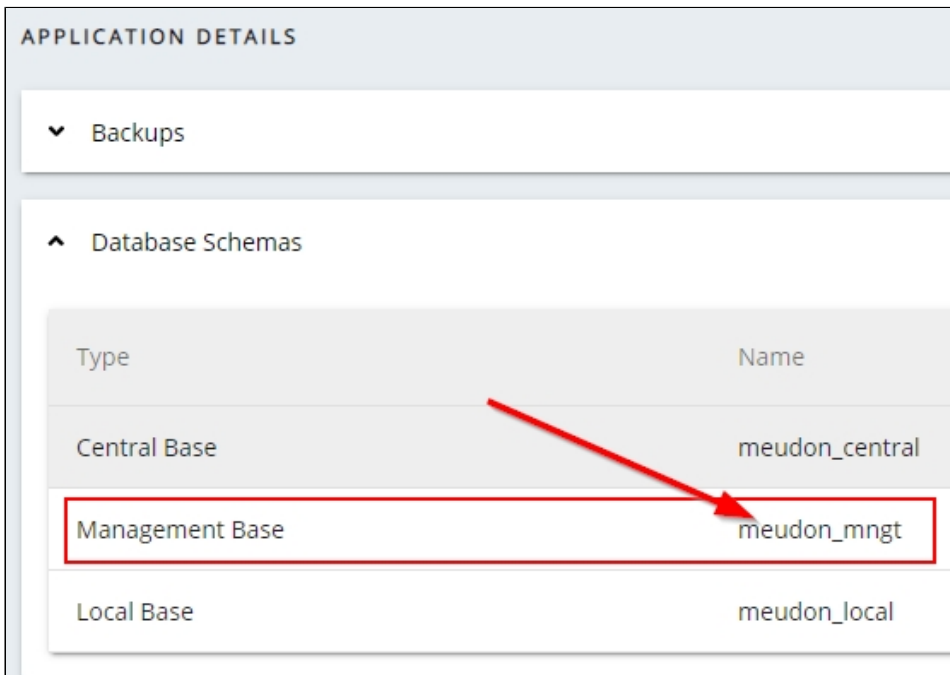 APPLICATION DETAILS
Backups
Database Schemas
Type Name
Central Base meudon_central
Management Base meudon_mngt
Local Base meudon_local